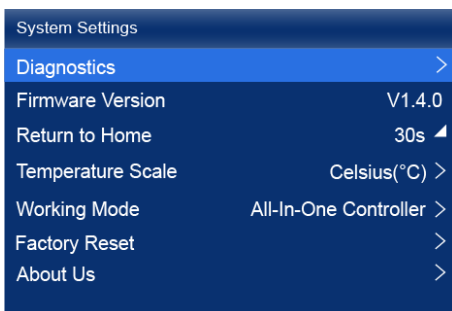 System Settings
Diagnostics >
Firmware Version V1.4.0
Return to Home 30s
Temperature Scale Celsius(°C) >
Working Mode All-In-One Controller >
Factory Reset >
About Us >